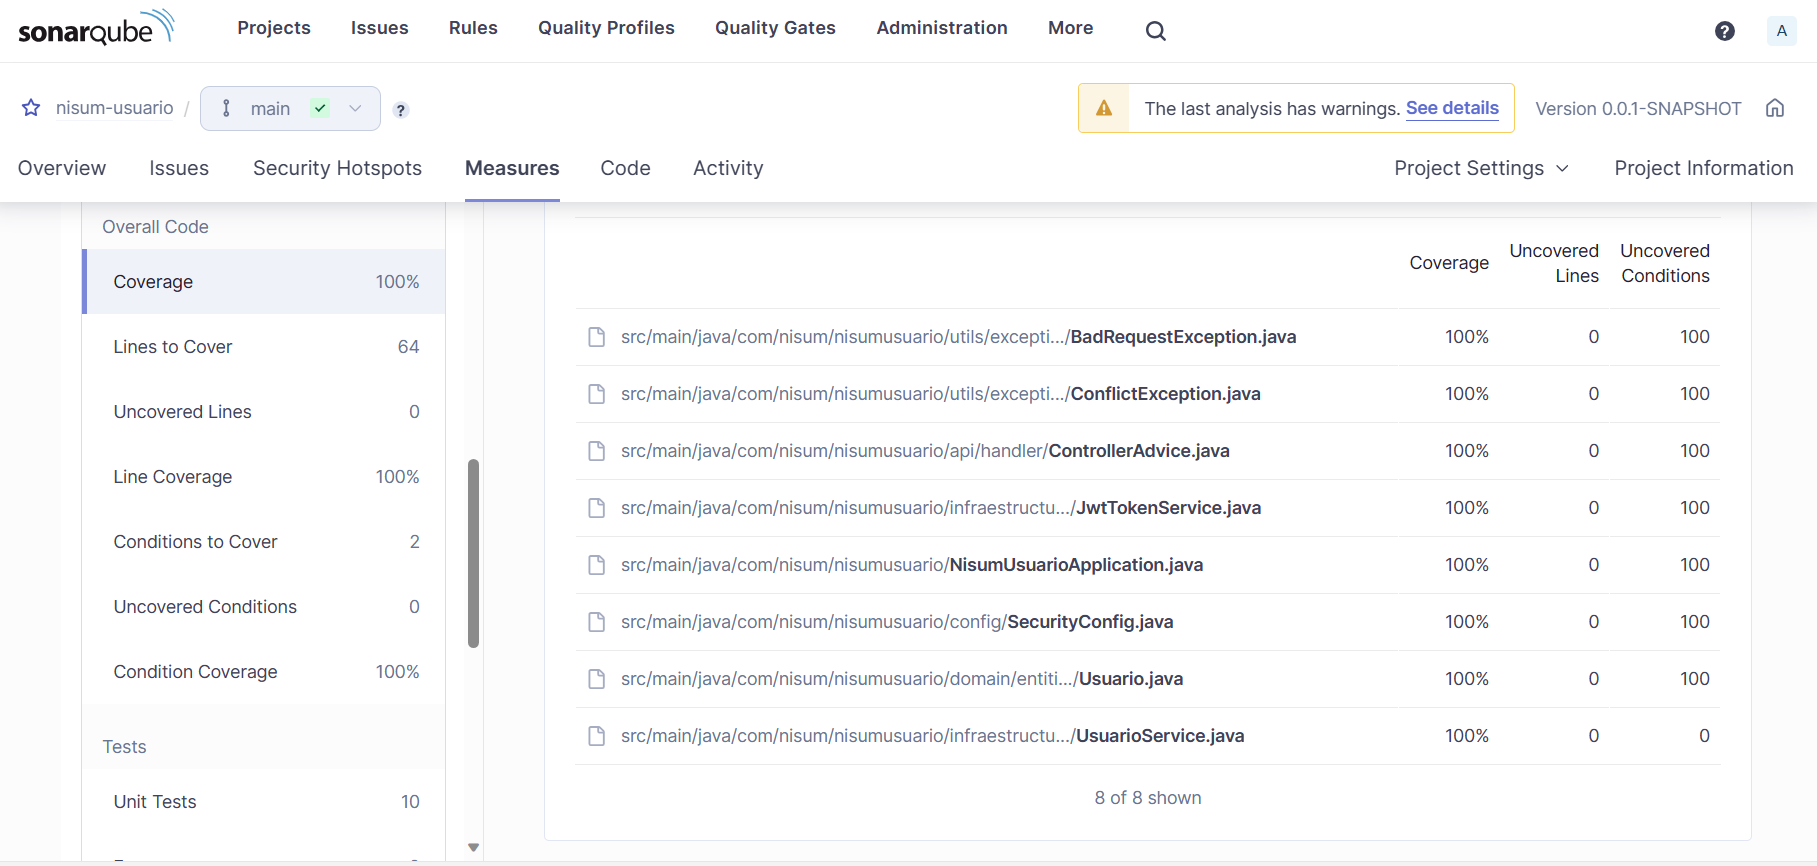 sonarqube Projects Issues Rules Quality Profiles Quality Gates Administration More ? A
nisum-usuario / main ? The last analysis has warnings. See details Version 0.0.1-SNAPSHOT
Overview Issues Security Hotspots Measures Code Activity Project Settings Project Information
Overall Code
Coverage 100%
Lines to Cover 64
Uncovered Lines 0
Line Coverage 100%
Conditions to Cover 2
Uncovered Conditions 0
Condition Coverage 100%
Tests
Unit Tests 10
Coverage Uncovered Lines Uncovered Conditions
src/main/java/com/nisum/nisumusuario/utils/excepti.../BadRequestException.java 100% 0 100
src/main/java/com/nisum/nisumusuario/utils/excepti.../ConflictException.java 100% 0 100
src/main/java/com/nisum/nisumusuario/api/handler/ControllerAdvice.java 100% 0 100
src/main/java/com/nisum/nisumusuario/infraestructu.../JwtTokenService.java 100% 0 100
src/main/java/com/nisum/nisumusuario/NisumUsuarioApplication.java 100% 0 100
src/main/java/com/nisum/nisumusuario/config/SecurityConfig.java 100% 0 100
src/main/java/com/nisum/nisumusuario/domain/entiti.../Usuario.java 100% 0 100
src/main/java/com/nisum/nisumusuario/infraestructu.../UsuarioService.java 100% 0 0
8 of 8 shown